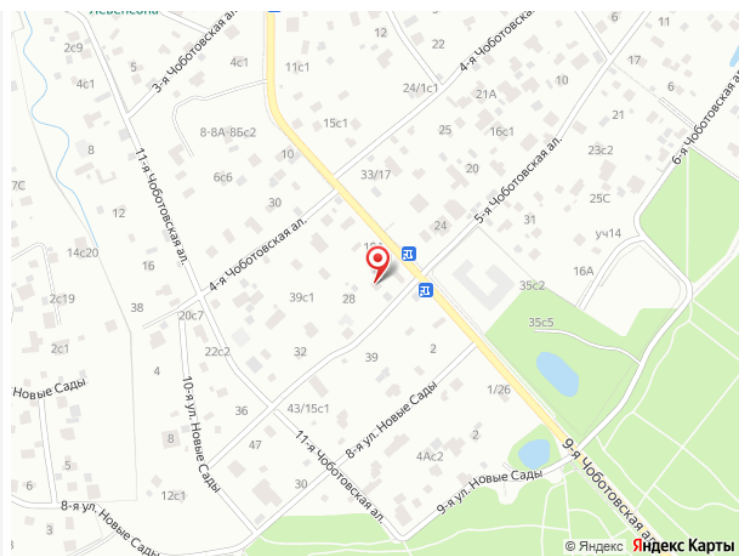 2с9
5
4с1
3-я Чоботовская ал.
11с1
22
4-я Чоботовская ал.
24/1с1
11
17
6
6-я Чоботовская ал.
21А
21
15с1
25
16с1
8-8А-8Бс2
8
10
33/17
20
23с2
6с6
30
7С
12
11-я Чоботовская ал.
5-я Чоботовская ал.
24
31
25С
уч14
14с20
16
4-я Чоботовская ал.
16А
2с19
38
39с1
28
35с2
20с7
35с5
2с1
22с2
32
39
2
4
Новые Сады
10-я ул. Новые Сады
36
43/15с1
1/26
8-я ул. Новые Сады
8
47
11-я Чоботовская ал.
2
4Ас2
6
5
12с1
30
9-я ул. Новые Сады
9-я Чоботовская ал.
8-я ул. Новые Сады
3
© Яндекс Яндекс Карты